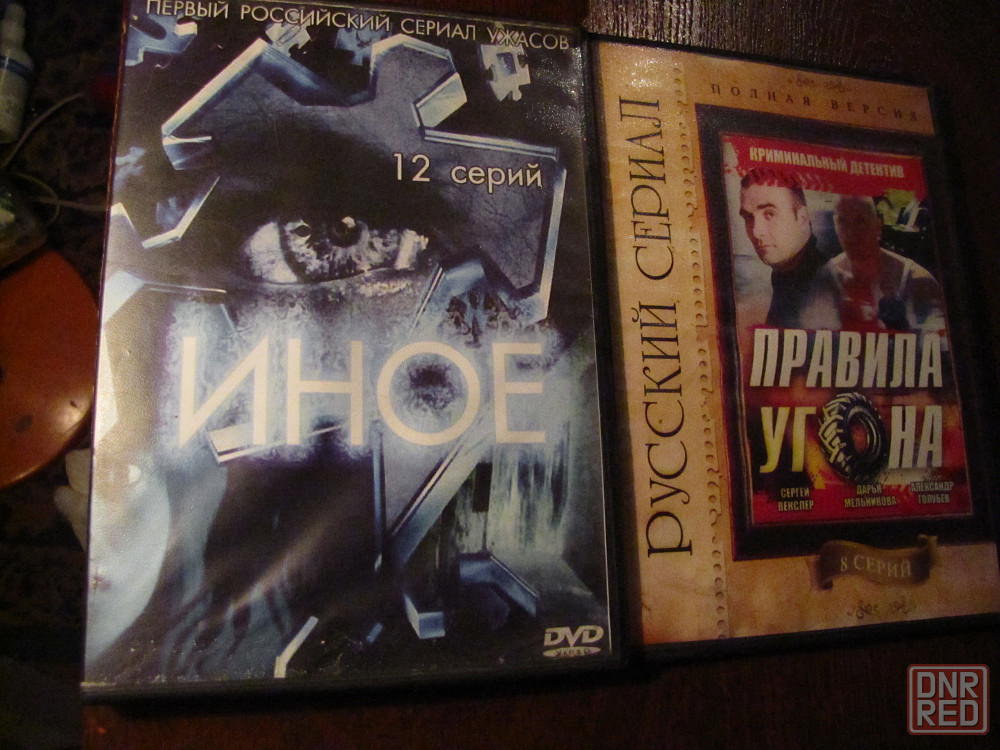 ПЕРВЫЙ РОССИЙСКИЙ СЕРИАЛ УЖАСОВ
12 серий
ИНОЕ
DVD
VIDEO
РУССКИЙ СЕРИАЛ
ПОЛНАЯ ВЕРСИЯ
КРИМИНАЛЬНЫЙ ДЕТЕКТИВ
ПРАВИЛА
УГОНА
СЕРГЕЙ
ВЕКСЛЕР
ДАРЬЯ
МЕЛЬНИКОВА
АЛЕКСАНДР
ГОЛУБЕВ
8 СЕРИЙ
DNR
RED